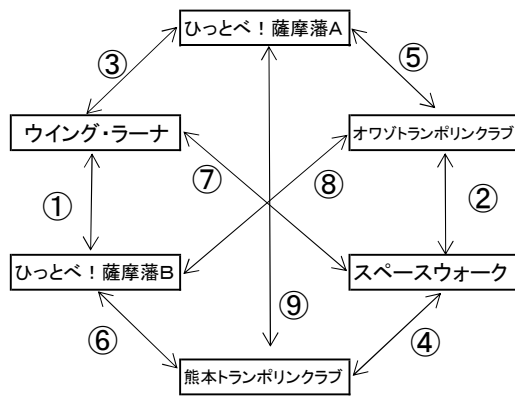 ひっとべ！薩摩藩A
③
⑤
ウイング・ラーナ
オワゾトランポリンクラブ
⑦
⑧
①
②
ひっとべ！薩摩藩B
スペースウォーク
⑨
⑥
④
熊本トランポリンクラブ